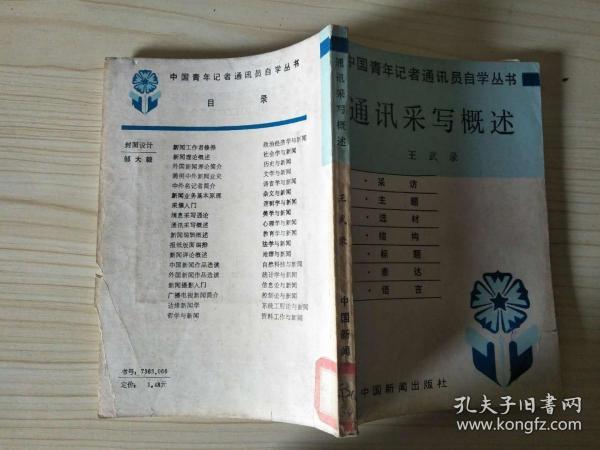 中国青年记者通讯员自学丛书
目 录
封面设计
邹大毅
新闻工作者修养
新闻理论概述
外国新闻理论简介
简明中外新闻业史
中外名记者简介
新闻业务基本原理
采编入门
消息采写通论
通讯采写概述
新闻编辑概述
报纸版面编排
新闻评论概述
中国新闻作品选读
外国新闻作品选读
新闻摄影入门
广播电视新闻简介
法律新闻学
哲学与新闻
政治经济学与新闻
社会学与新闻
历史与新闻
文学与新闻
语言学与新闻
杂文与新闻
逻辑学与新闻
美学与新闻
心理学与新闻
教育学与新闻
法学与新闻
地理与新闻
自然科技与新闻
统计学与新闻
信息论与新闻
控制论与新闻
系统工程论与新闻
资料工作与新闻
书号：7363.066
定价： 1.45元
通讯采写概述
王武录
中国新闻
中国青年记者通讯员自学丛书
通讯采写概述
王武录
·采访
·主题
·选材
·结构
·标题
·表达
·语言
中国新闻出版社
孔夫子旧书网
www.kongfz.com